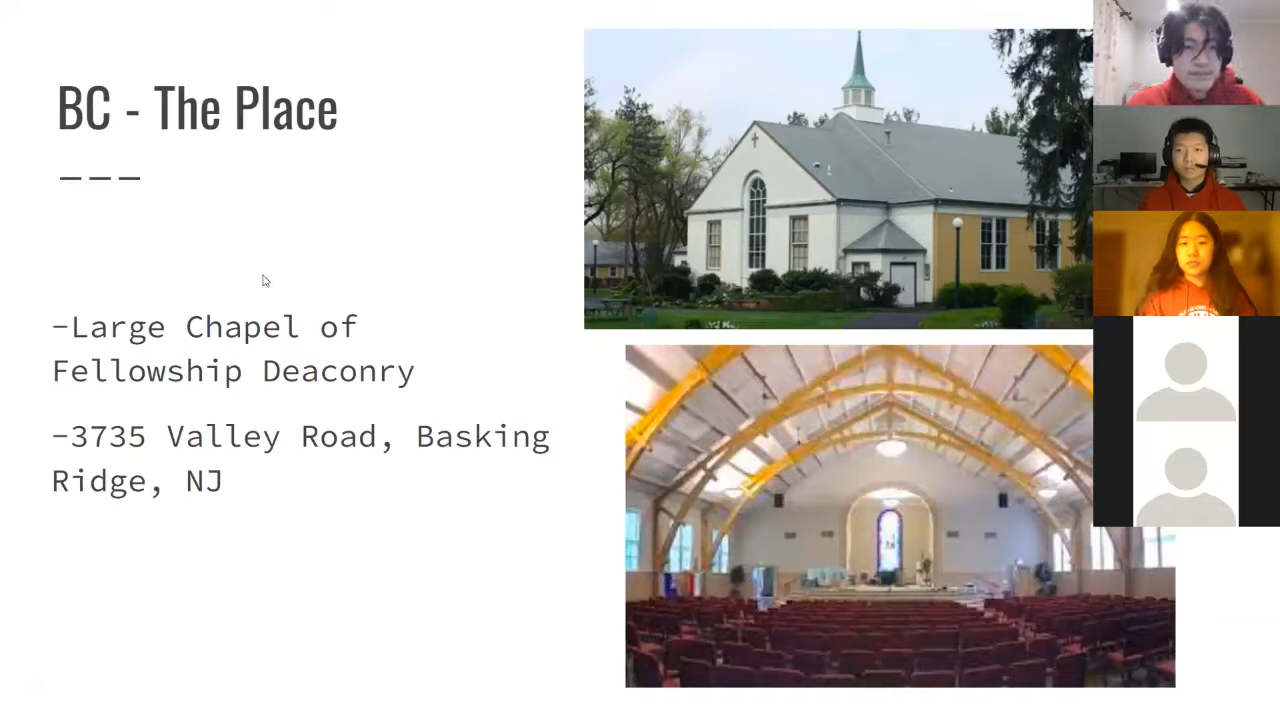 BC - The Place
-Large Chapel of
Fellowship Deaconry
-3735 Valley Road, Basking
Ridge, NJ